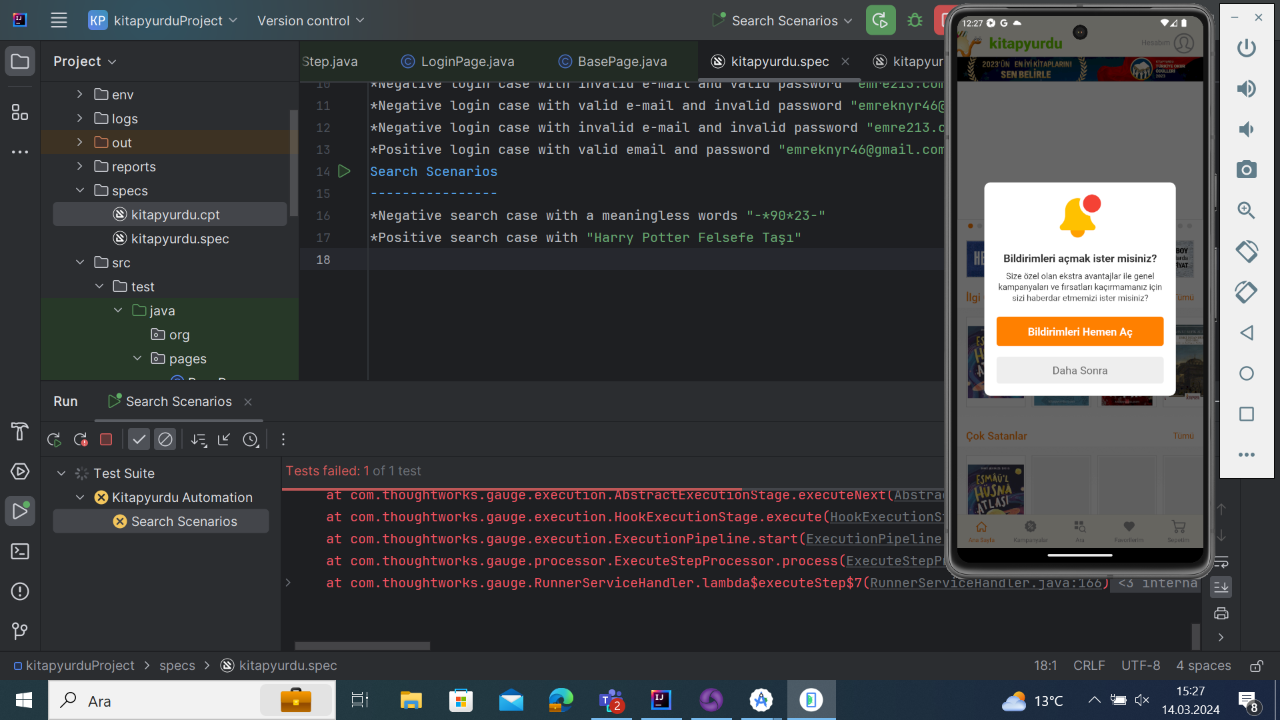 KP kitapyurduProject
Version control
Search Scenarios
Project
Step.java
LoginPage.java
BasePage.java
kitapyurdu.spec
kitapyur
env
logs
out
reports
specs
kitapyurdu.cpt
kitapyurdu.spec
src
test
java
org
pages
10 *Negative login case with invalid e-mail and valid password "emre213.com
11 *Negative login case with valid e-mail and invalid password "emreknyr46@
12 *Negative login case with invalid e-mail and invalid password "emre213.c
13 *Positive login case with valid email and password "emreknyr46@gmail.com
14 Search Scenarios
15 ----------------
16 *Negative search case with a meaningless words "-*90*23-"
17 *Positive search case with "Harry Potter Felsefe Taşı"
18
Run
Search Scenarios
Test Suite
Kitapyurdu Automation
Search Scenarios
Tests failed: 1 of 1 test
at com.thoughtworks.gauge.execution.AbstractExecutionStage.executeNext(Abstrac
at com.thoughtworks.gauge.execution.HookExecutionStage.execute(HookExecutionSt
at com.thoughtworks.gauge.execution.ExecutionPipeline.start(ExecutionPipeline.
at com.thoughtworks.gauge.processor.ExecuteStepProcessor.process(ExecuteStepPr
at com.thoughtworks.gauge.RunnerServiceHandler.lambda$executeStep$7(RunnerServiceHandler.java:166) <3 interna
kitapyurduProject > specs > kitapyurdu.spec
18:1 CRLF UTF-8 4 spaces
12:27
kitapyurdu
Hesabım
2023'ÜN EN İYİ KİTAPLARINI
SEN BELİRLE
Bildirimleri açmak ister misiniz?
Size özel olan ekstra avantajlar ile genel
kampanyaları ve fırsatları kaçırmamanız için
sizi haberdar etmemizi ister misiniz?
Bildirimleri Hemen Aç
Daha Sonra
Tümü
Çok Satanlar
Tümü
ESMÂÜ'L
HÜSNÂ
ATLASI
Ana Sayfa
Kampanyalar
Ara
Favorilerim
Sepetim
Ara
2
13°C
15:27
14.03.2024
8